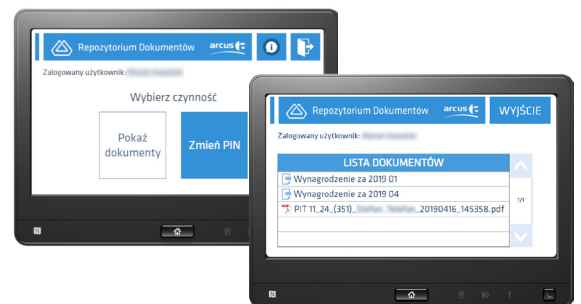 Repozytorium Dokumentów arcus
Zalogowany użytkownik:
Wybierz czynność
Pokaż
dokumenty
Zmień PIN
Repozytorium Dokumentów arcus WYJŚCIE
Zalogowany użytkownik:
LISTA DOKUMENTÓW
Wynagrodzenie za 2019 01
Wynagrodzenie za 2019 04
1/1
PIT 11_24_(351)_ _20190416_145358.pdf